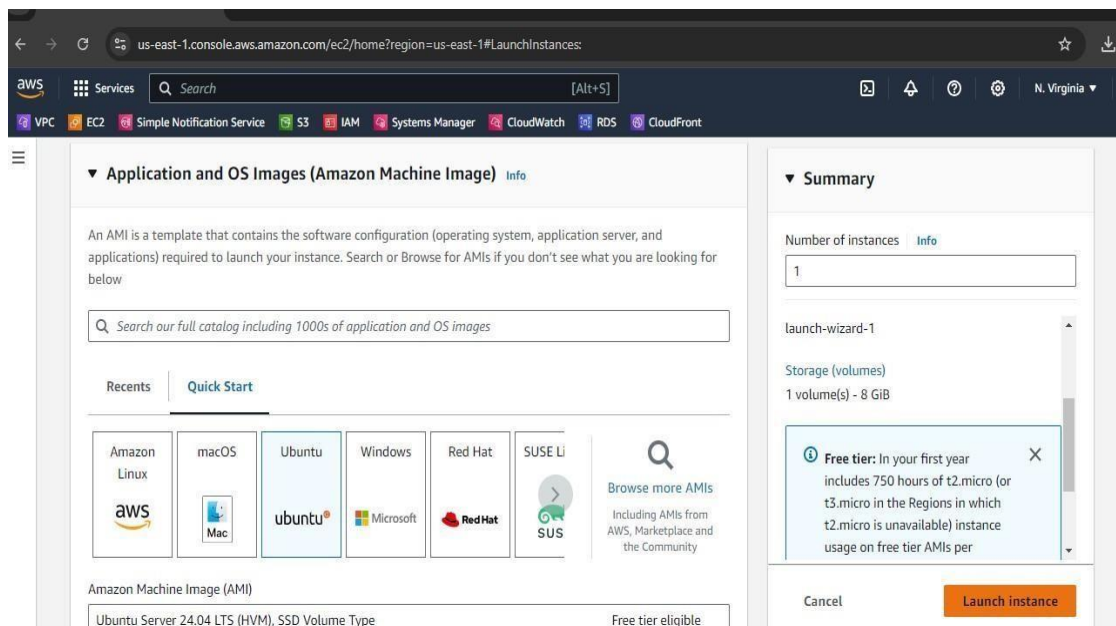 us-east-1.console.aws.amazon.com/ec2/home?region=us-east-1#LaunchInstances:
aws
Services
Search
[Alt+S]
N. Virginia
VPC
EC2
Simple Notification Service
S3
IAM
Systems Manager
CloudWatch
RDS
CloudFront
Application and OS Images (Amazon Machine Image) Info
An AMI is a template that contains the software configuration (operating system, application server, and
applications) required to launch your instance. Search or Browse for AMIs if you don't see what you are looking for
below
Search our full catalog including 1000s of application and OS images
Recents
Quick Start
Amazon
Linux
aws
macOS
Mac
Ubuntu
ubuntu®
Windows
Microsoft
Red Hat
Red Hat
SUSE Li
SUS
Browse more AMIs
Including AMIs from
AWS, Marketplace and
the Community
Amazon Machine Image (AMI)
Ubuntu Server 24.04 LTS (HVM), SSD Volume Type
Free tier eligible
Summary
Number of instances Info
1
launch-wizard-1
Storage (volumes)
1 volume(s) - 8 GiB
Free tier: In your first year
includes 750 hours of t2.micro (or
t3.micro in the Regions in which
t2.micro is unavailable) instance
usage on free tier AMIs per
Cancel
Launch instance